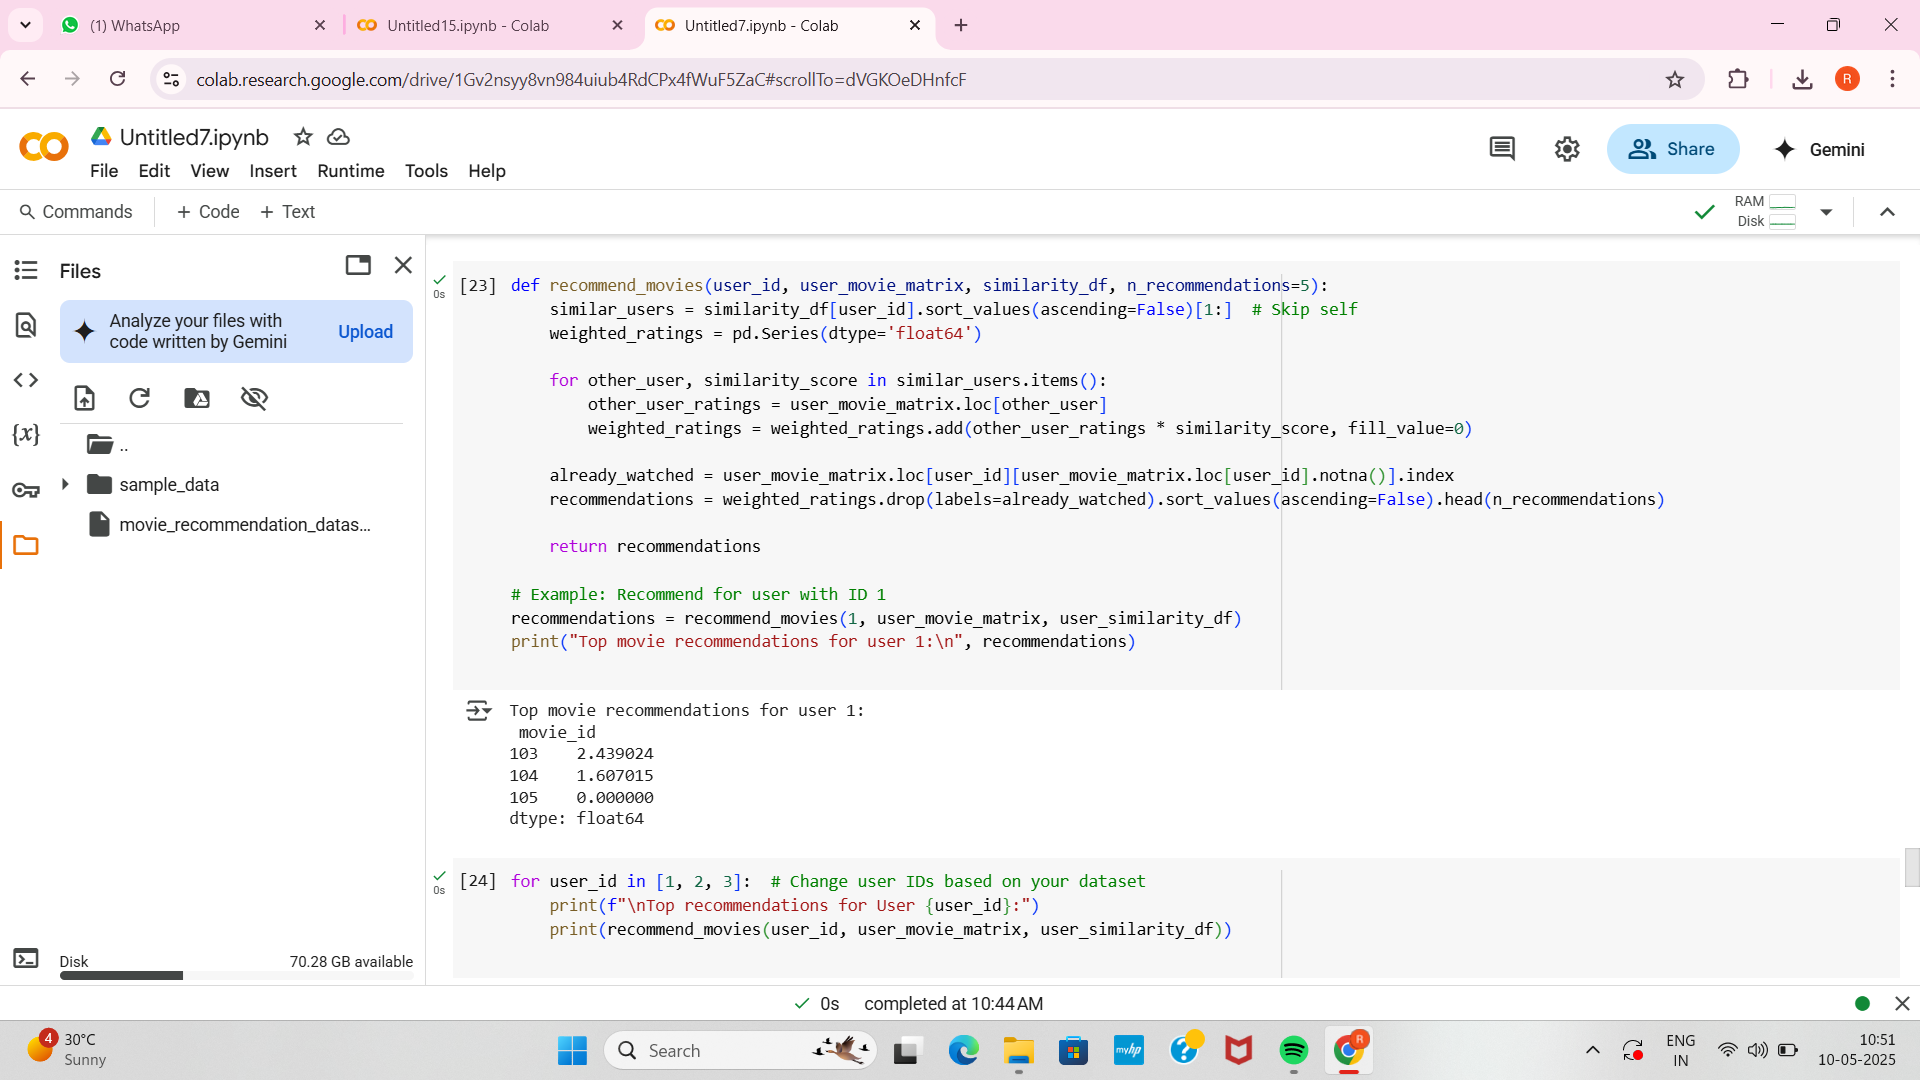 (1) WhatsApp
Untitled15.ipynb - Colab
Untitled7.ipynb - Colab
colab.research.google.com/drive/1Gv2nsyy8vn984uiub4RdCPx4fWuF5ZaC#scrollTo=dVGKOeDHnfcF
R
Untitled7.ipynb
File Edit View Insert Runtime Tools Help
Share
Gemini
Commands + Code + Text
RAM
Disk
Files
Analyze your files with
code written by Gemini
Upload
{x}
..
sample_data
movie_recommendation_datas...
Disk 70.28 GB available
0s
[23] def recommend_movies(user_id, user_movie_matrix, similarity_df, n_recommendations=5):
similar_users = similarity_df[user_id].sort_values(ascending=False)[1:]  # Skip self
weighted_ratings = pd.Series(dtype='float64')
for other_user, similarity_score in similar_users.items():
other_user_ratings = user_movie_matrix.loc[other_user]
weighted_ratings = weighted_ratings.add(other_user_ratings * similarity_score, fill_value=0)
already_watched = user_movie_matrix.loc[user_id][user_movie_matrix.loc[user_id].notna()].index
recommendations = weighted_ratings.drop(labels=already_watched).sort_values(ascending=False).head(n_recommendations)
return recommendations
# Example: Recommend for user with ID 1
recommendations = recommend_movies(1, user_movie_matrix, user_similarity_df)
print("Top movie recommendations for user 1:\n", recommendations)
Top movie recommendations for user 1:
movie_id
103    2.439024
104    1.607015
105    0.000000
dtype: float64
0s
[24] for user_id in [1, 2, 3]:  # Change user IDs based on your dataset
print(f"\nTop recommendations for User {user_id}:")
print(recommend_movies(user_id, user_movie_matrix, user_similarity_df))
0s completed at 10:44 AM
4
30°C
Sunny
Search
myhp
R
ENG
IN
10:51
10-05-2025